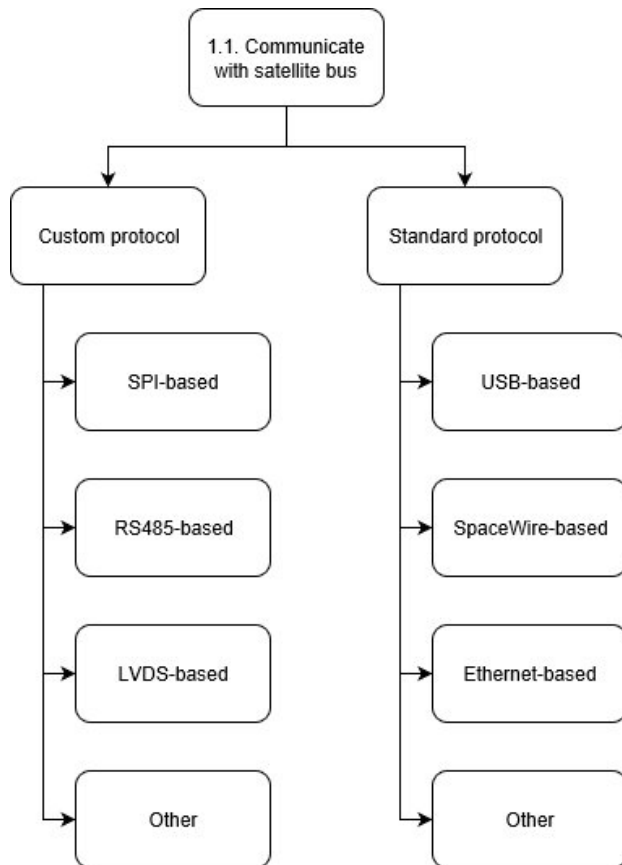 1.1. Communicate
with satellite bus
Custom protocol
Standard protocol
SPI-based
USB-based
RS485-based
SpaceWire-based
LVDS-based
Ethernet-based
Other
Other